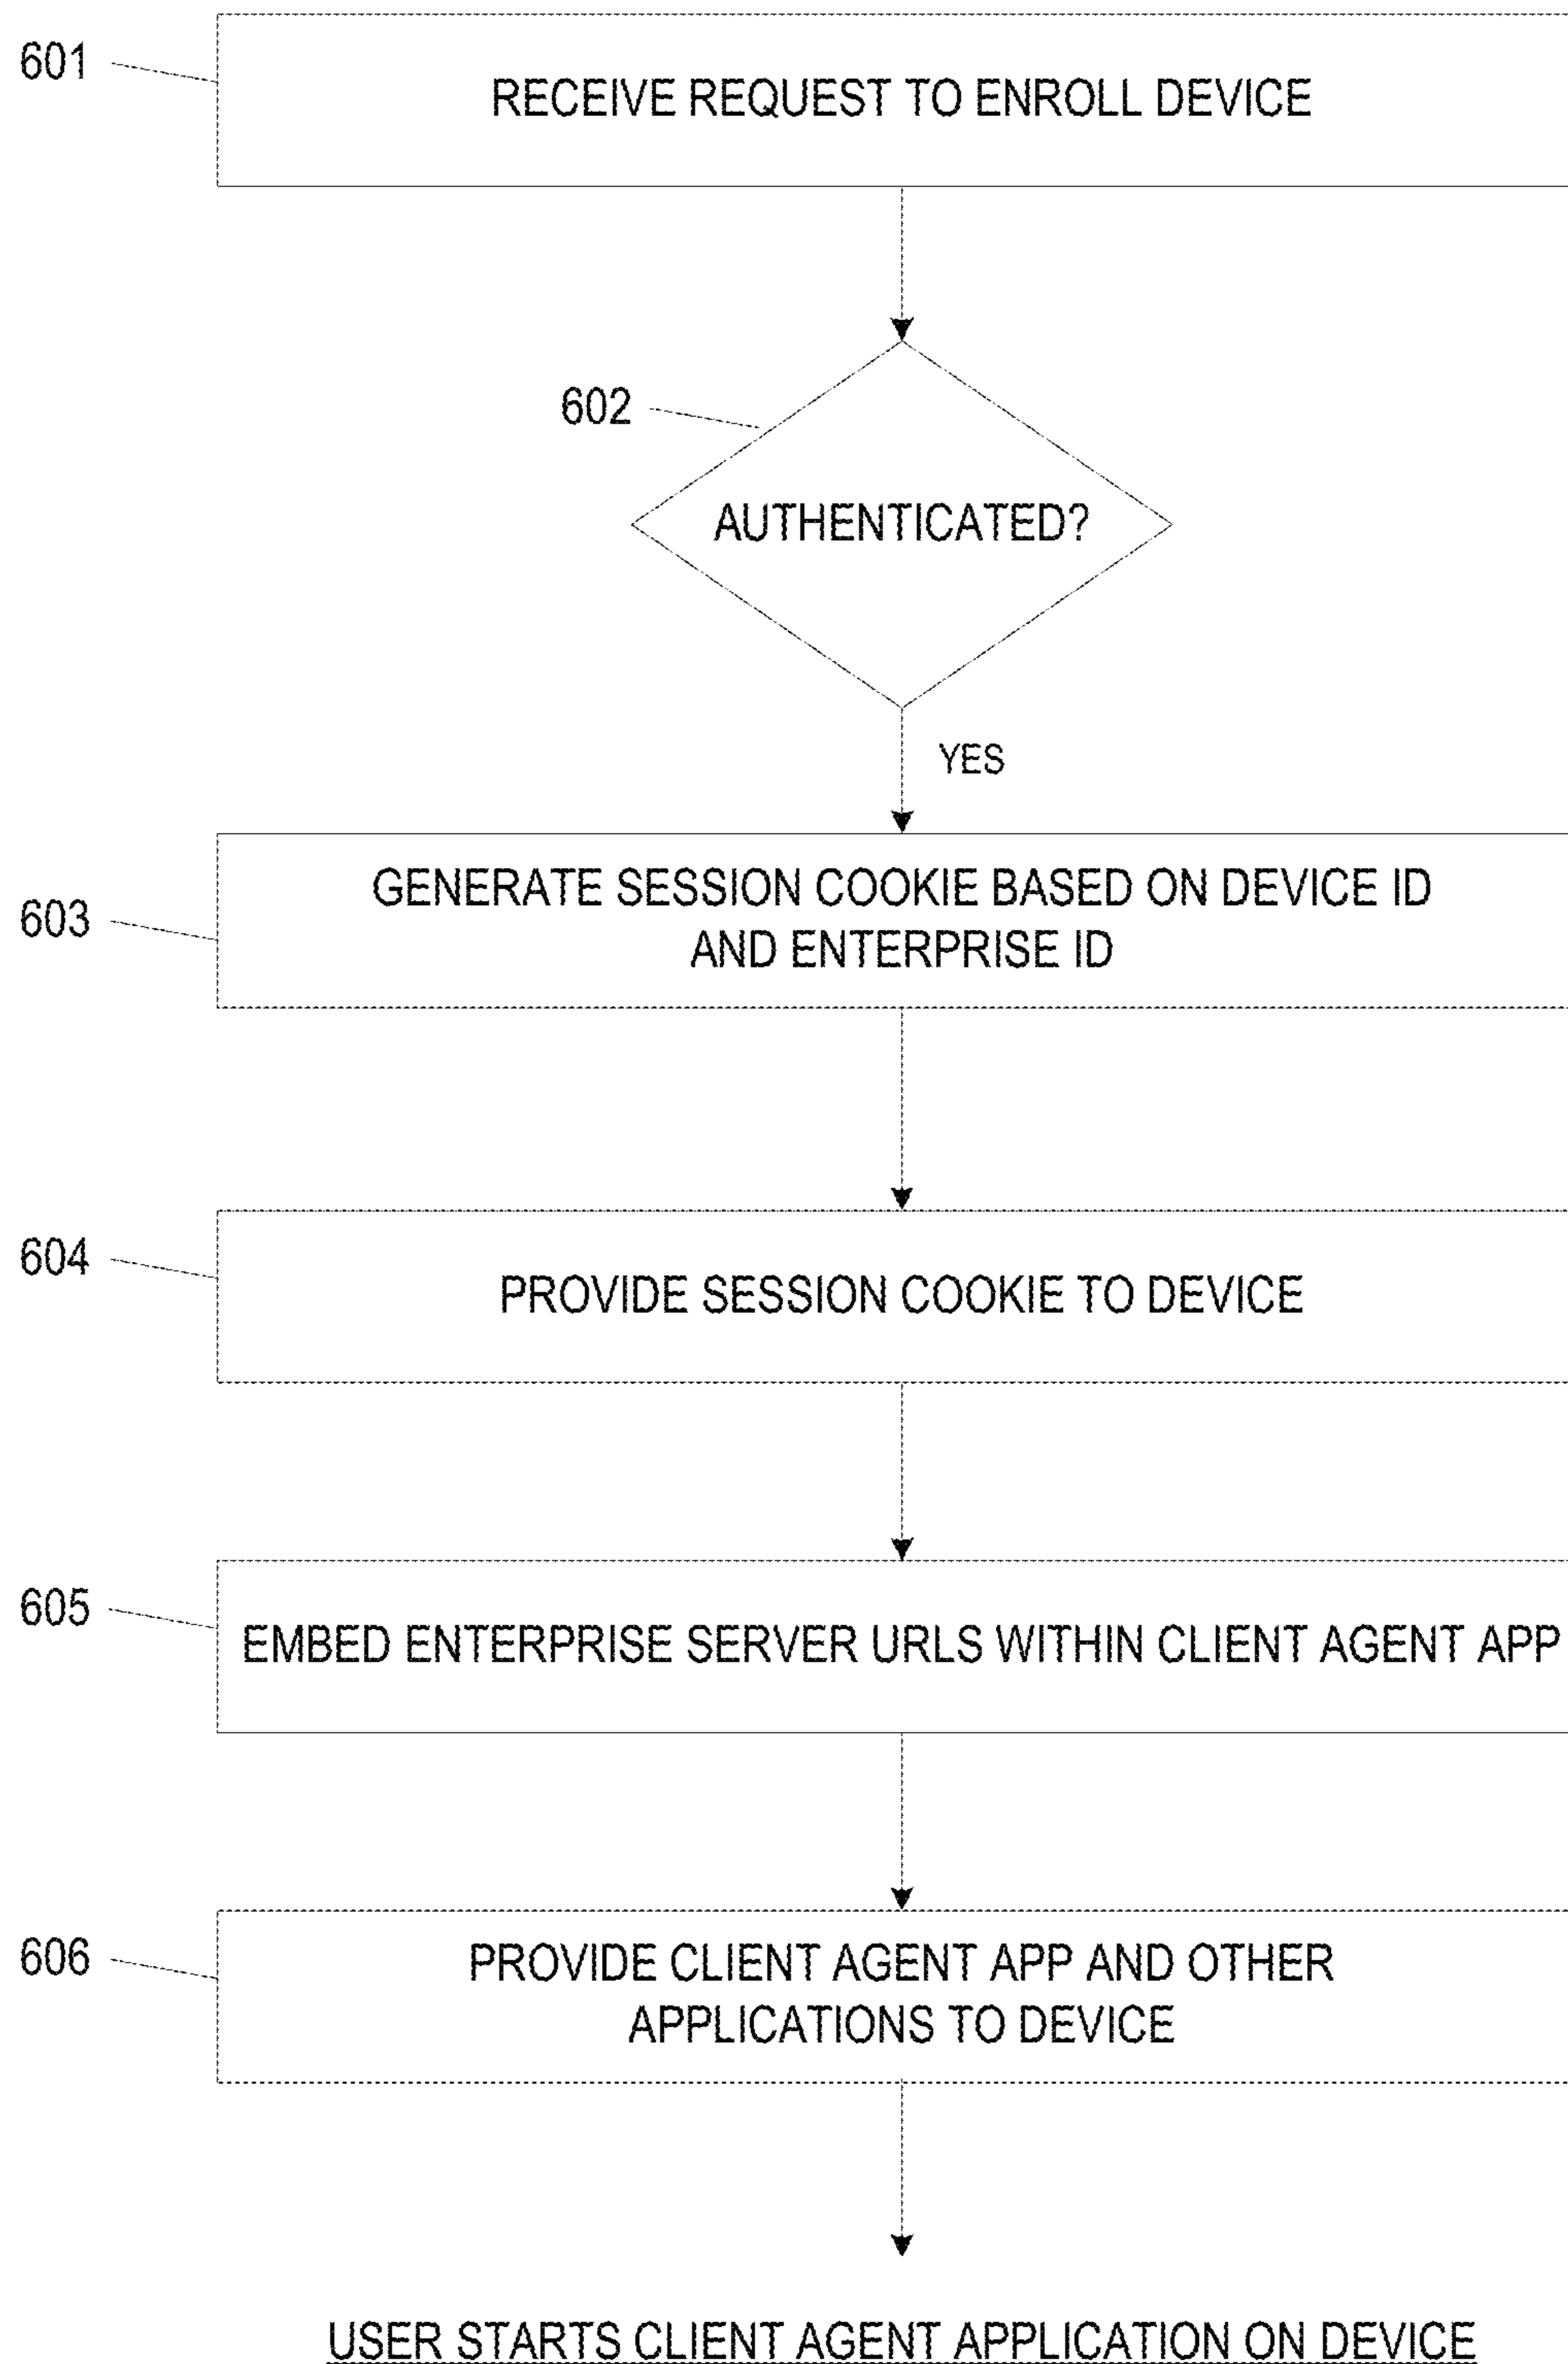 601
RECEIVE REQUEST TO ENROLL DEVICE
602
AUTHENTICATED?
YES
603
GENERATE SESSION COOKIE BASED ON DEVICE ID
AND ENTERPRISE ID
604
PROVIDE SESSION COOKIE TO DEVICE
605
EMBED ENTERPRISE SERVER URLS WITHIN CLIENT AGENT APP
606
PROVIDE CLIENT AGENT APP AND OTHER
APPLICATIONS TO DEVICE
USER STARTS CLIENT AGENT APPLICATION ON DEVICE